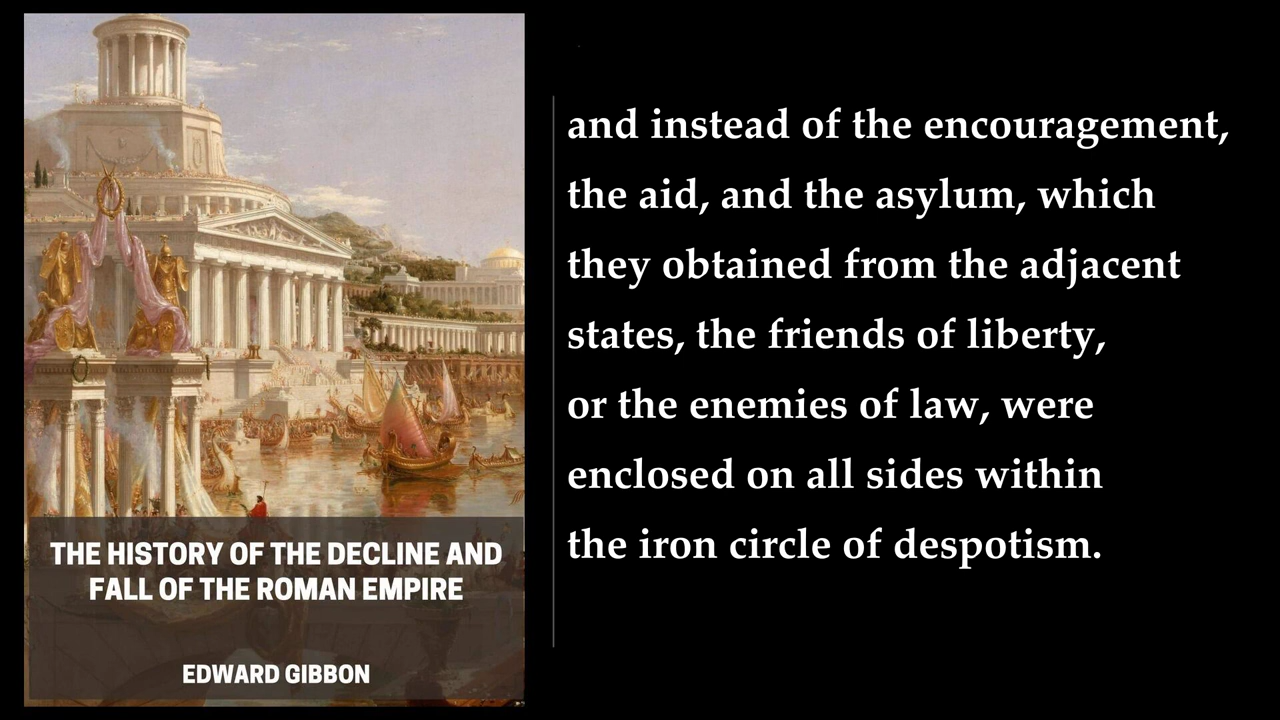 THE HISTORY OF THE DECLINE AND
FALL OF THE ROMAN EMPIRE
EDWARD GIBBON
and instead of the encouragement,
the aid, and the asylum, which
they obtained from the adjacent
states, the friends of liberty,
or the enemies of law, were
enclosed on all sides within
the iron circle of despotism.